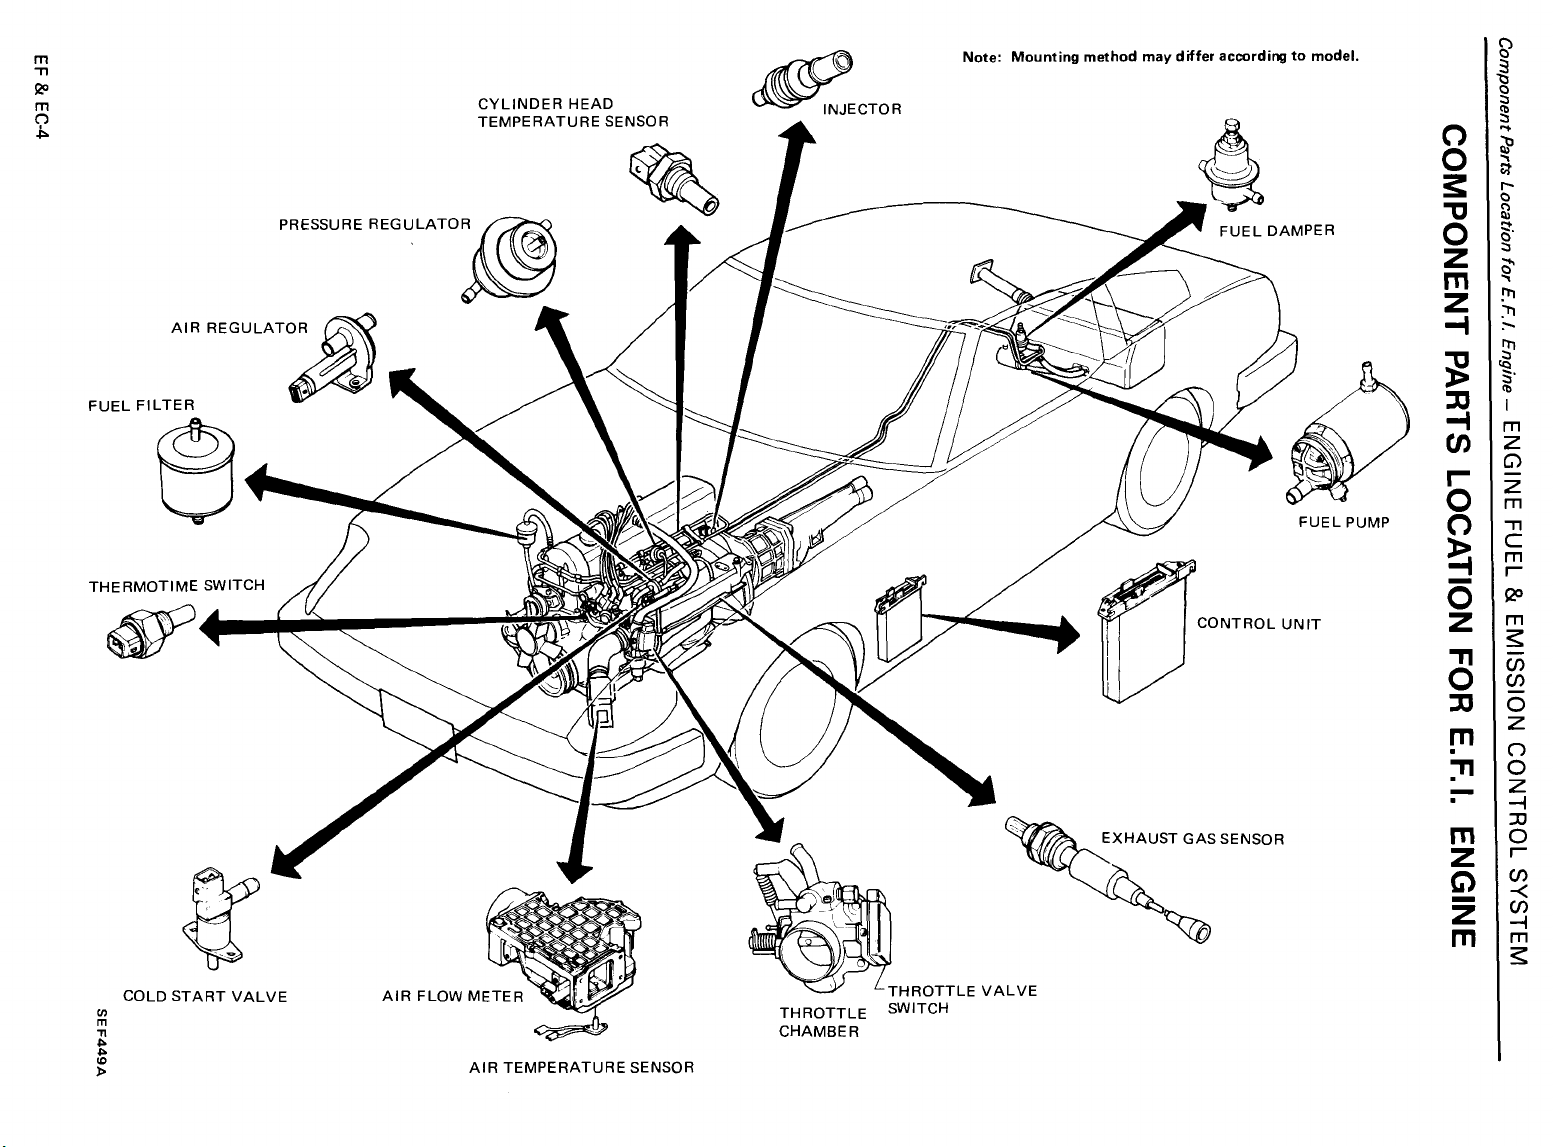 Component Parts Location for E.F.I. Engine — ENGINE FUEL & EMISSION CONTROL SYSTEM
COMPONENT PARTS LOCATION FOR E.F.I. ENGINE
Note: Mounting method may differ according to model.
INJECTOR
CYLINDER HEAD
TEMPERATURE SENSOR
PRESSURE REGULATOR
AIR REGULATOR
FUEL FILTER
THERMOTIME SWITCH
FUEL DAMPER
FUEL PUMP
CONTROL UNIT
EXHAUST GAS SENSOR
COLD START VALVE
AIR FLOW METER
AIR TEMPERATURE SENSOR
THROTTLE
CHAMBER
THROTTLE VALVE
SWITCH
SEF449A
EF & EC-4